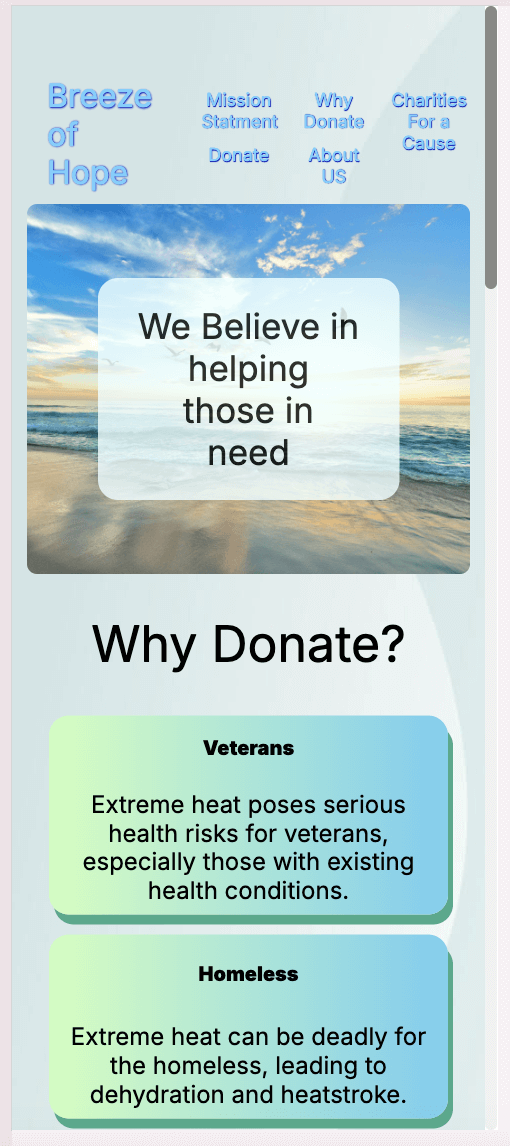 Breeze
of
Hope
Mission
Statment
Why
Donate
Charities
For a
Cause
Donate
About
US
We Believe in
helping
those in
need
Why Donate?
Veterans
Extreme heat poses serious
health risks for veterans,
especially those with existing
health conditions.
Homeless
Extreme heat can be deadly for
the homeless, leading to
dehydration and heatstroke.